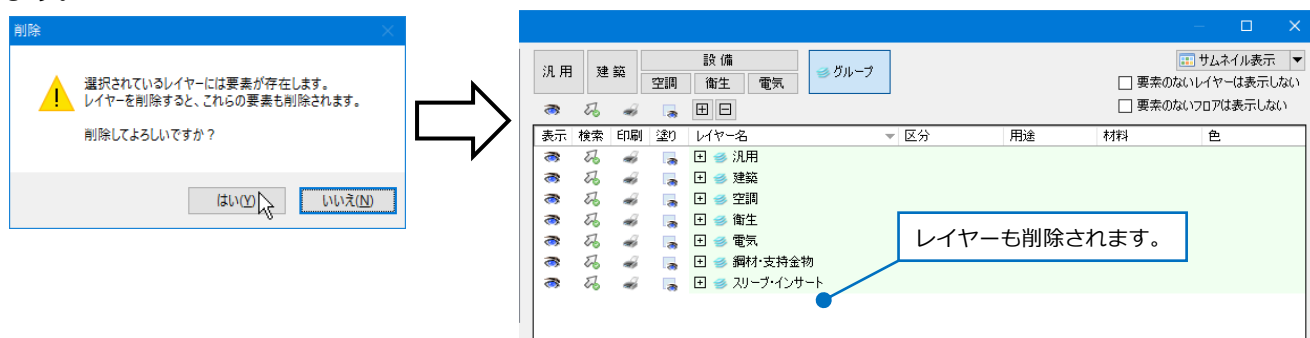 削除
選択されているレイヤーには要素が存在します。
レイヤーを削除すると、これらの要素も削除されます。
削除してよろしいですか？
はい(Y)
いいえ(N)
汎用
建築
設備
空調
衛生
電気
グループ
サムネイル表示
要素のないレイヤーは表示しない
要素のないフロアは表示しない
表示 検索 印刷 塗り レイヤー名 区分 用途 材料 色
汎用
建築
空調
衛生
電気
鋼材・支持金物
スリーブ・インサート
レイヤーも削除されます。